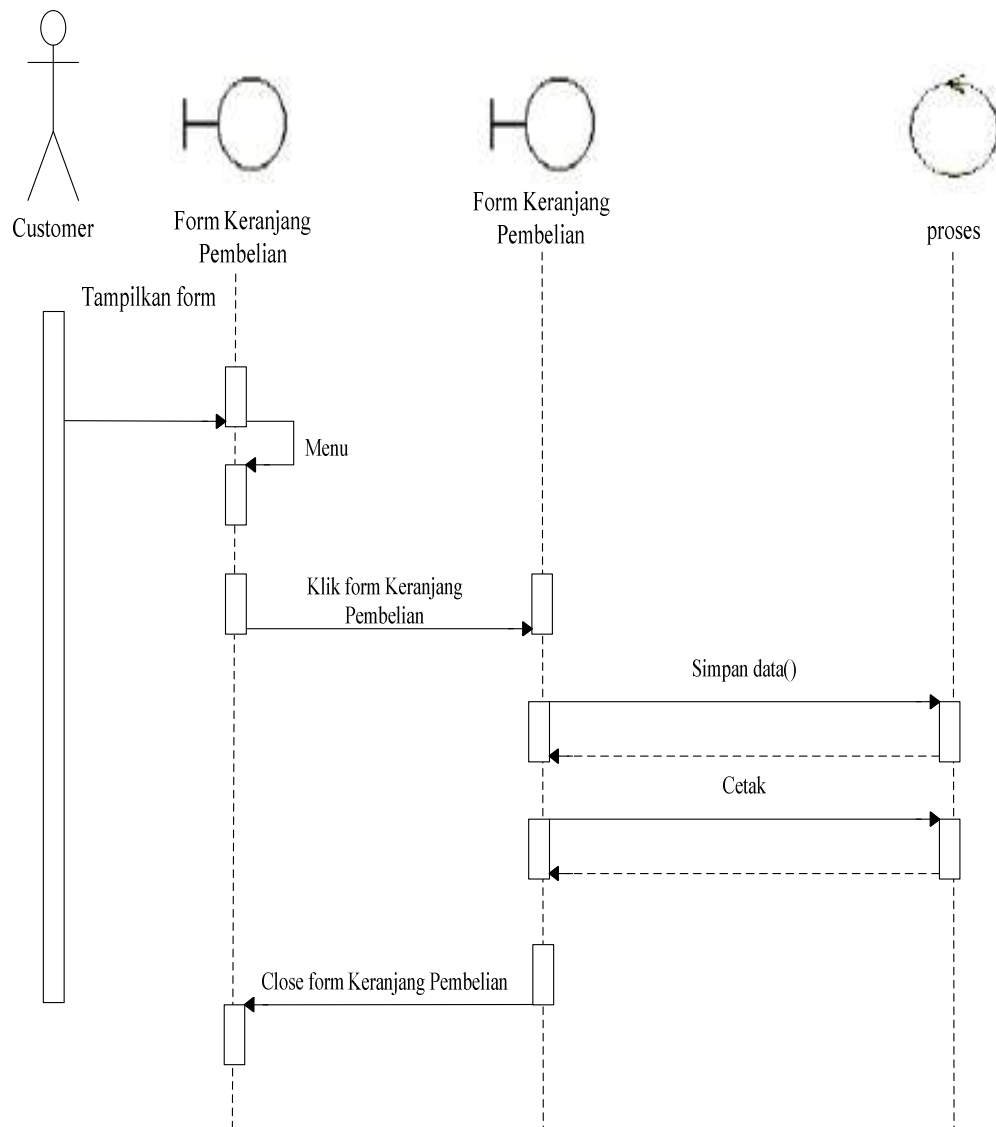 Customer
Form Keranjang
Pembelian
Form Keranjang
Pembelian
proses
Tampilkan form
Menu
Klik form Keranjang
Pembelian
Simpan data()
Cetak
Close form Keranjang Pembelian